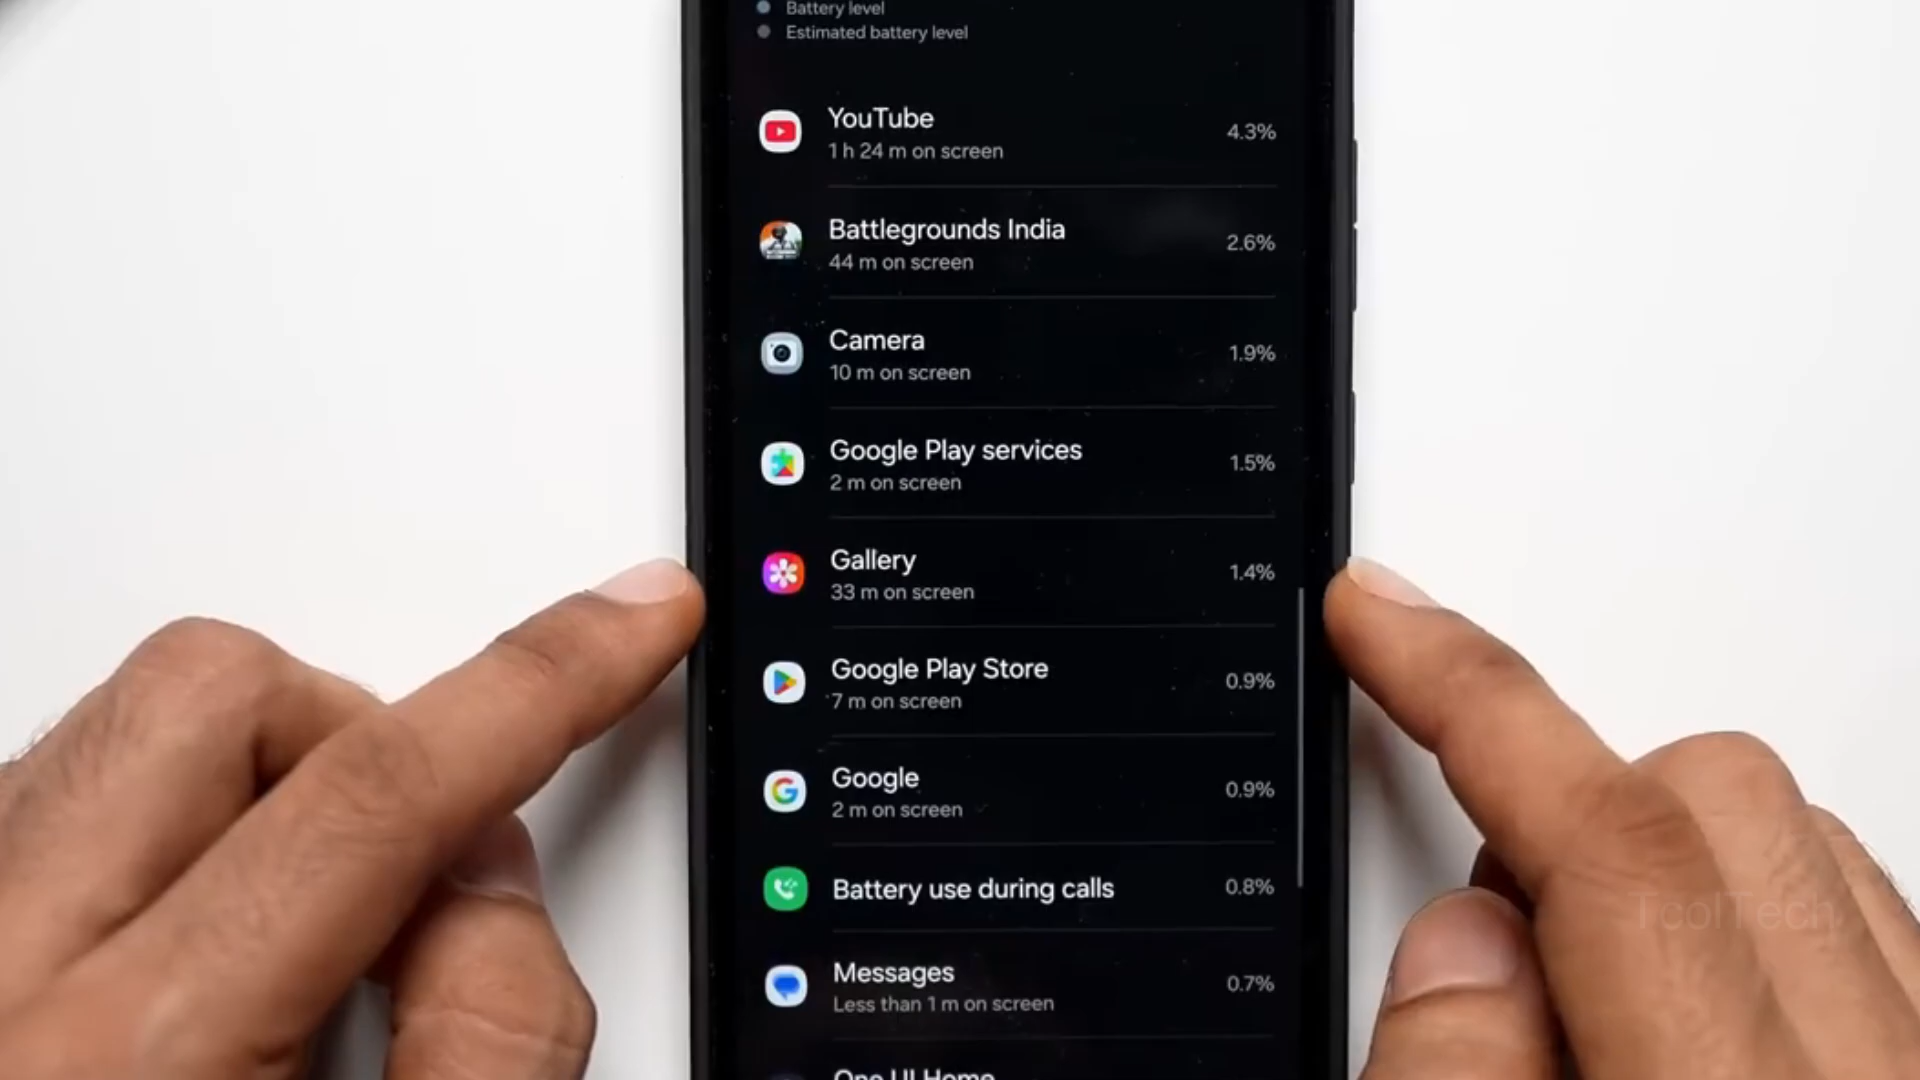 Battery level
Estimated battery level
YouTube
1 h 24 m on screen
4.3%
Battlegrounds India
44 m on screen
2.6%
Camera
10 m on screen
1.9%
Google Play services
2 m on screen
1.5%
Gallery
33 m on screen
1.4%
Google Play Store
7 m on screen
0.9%
Google
2 m on screen
0.9%
Battery use during calls
0.8%
Messages
Less than 1 m on screen
0.7%
One UI Home
TcolTech